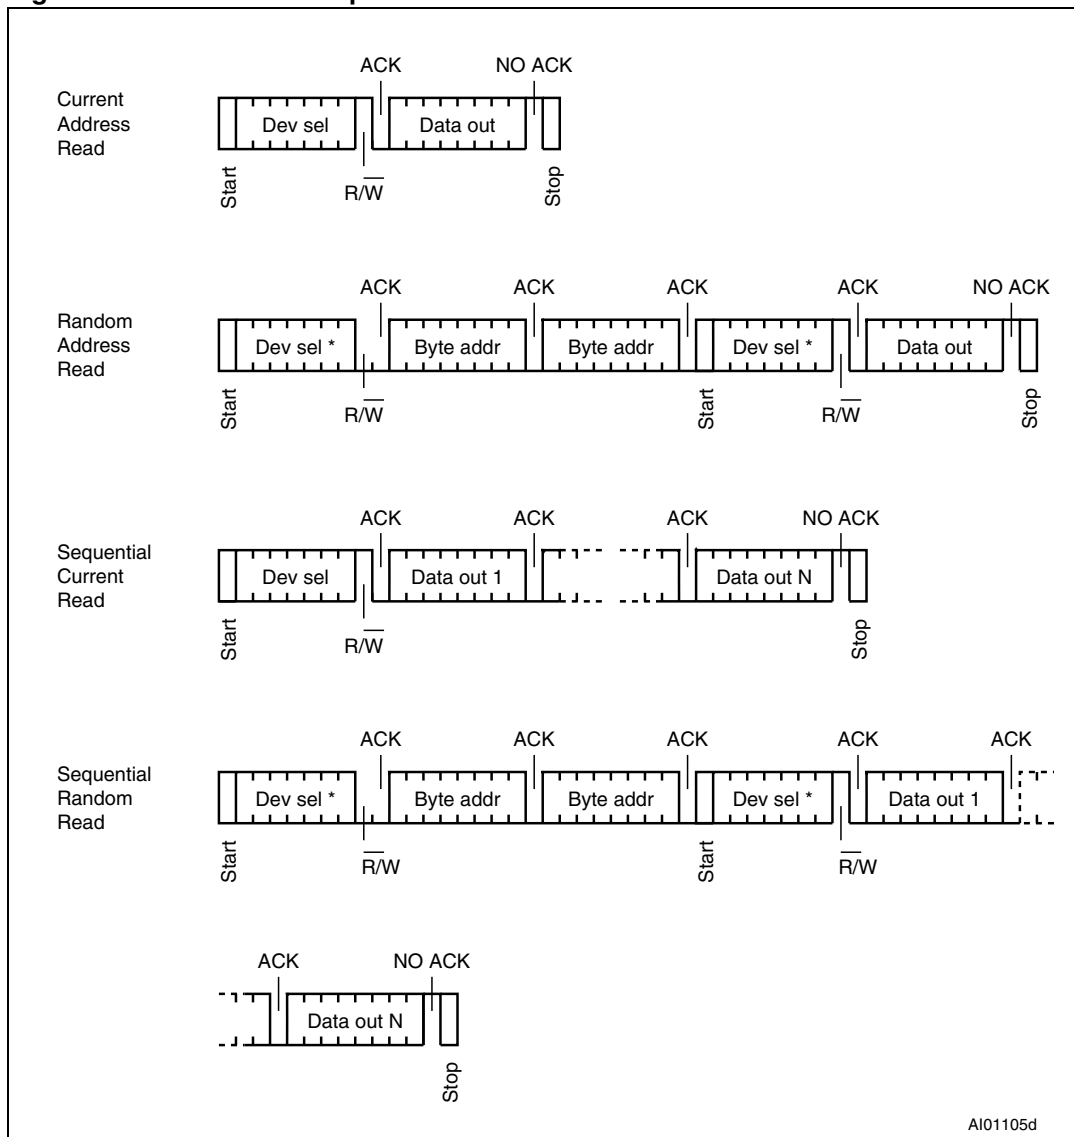 ACK NO ACK
Current
Address
Read
Dev sel Data out
Start R/W̅ Stop
ACK ACK ACK ACK NO ACK
Random
Address
Read
Dev sel * Byte addr Byte addr Dev sel * Data out
Start R/W̅ Start R/W̅ Stop
ACK ACK ACK NO ACK
Sequential
Current
Read
Dev sel Data out 1 Data out N
Start R/W̅ Stop
ACK ACK ACK ACK ACK
Sequential
Random
Read
Dev sel * Byte addr Byte addr Dev sel * Data out 1
Start R̅/W Start R̅/W
ACK NO ACK
Data out N
Stop
AI01105d